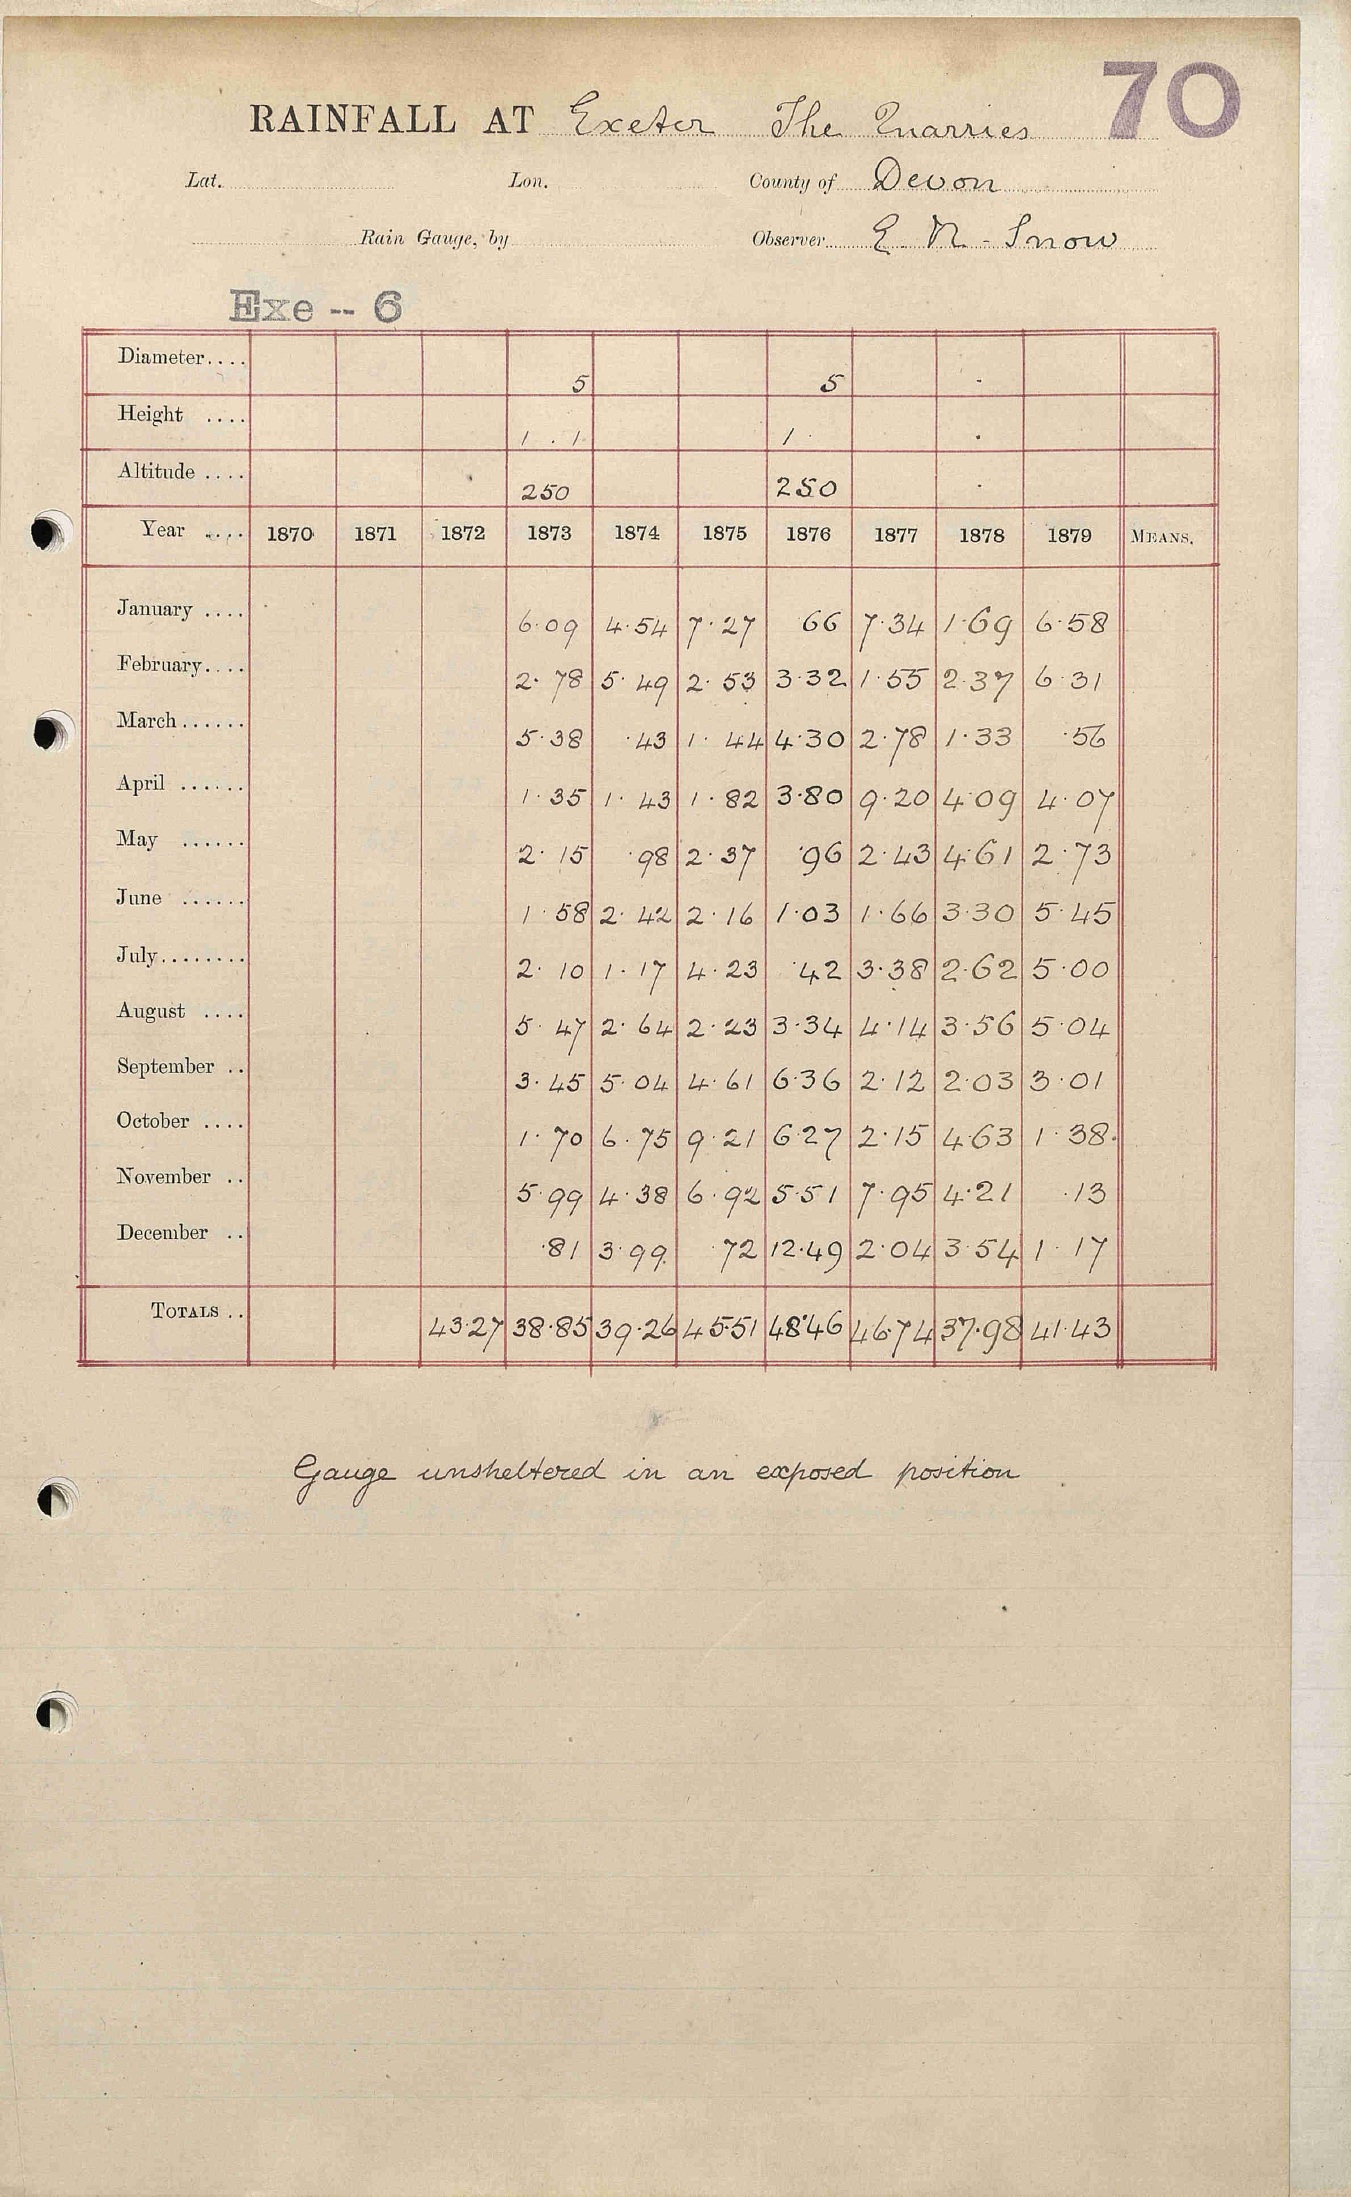 70
RAINFALL AT Exeter The Quarries
Lat. Lon. County of Devon
Rain Gauge, by Observer E. N. Snow
Exe -- 6
Diameter.... 5 5
Height .... 1 . 1 1
Altitude .... 250 250
Year .... 1870 1871 1872 1873 1874 1875 1876 1877 1878 1879 MEANS.
January .... 6.09 4.54 7.27 66 7.34 1.69 6.58
February.... 2.78 5.49 2.53 3.32 1.55 2.37 6.31
March...... 5.38 .43 1.44 4.30 2.78 1.33 .56
April ...... 1.35 1.43 1.82 3.80 9.20 4.09 4.07
May ...... 2.15 .98 2.37 .96 2.43 4.61 2.73
June ...... 1.58 2.42 2.16 1.03 1.66 3.30 5.45
July........ 2.10 1.17 4.23 .42 3.38 2.62 5.00
August .... 5.47 2.64 2.23 3.34 4.14 3.56 5.04
September .. 3.45 5.04 4.61 6.36 2.12 2.03 3.01
October .... 1.70 6.75 9.21 6.27 2.15 4.63 1.38
November .. 5.99 4.38 6.92 5.51 7.95 4.21 .13
December .. .81 3.99 .72 12.49 2.04 3.54 1.17
TOTALS .. 43.27 38.85 39.26 45.51 48.46 46.74 37.98 41.43
Gauge unsheltered in an exposed position